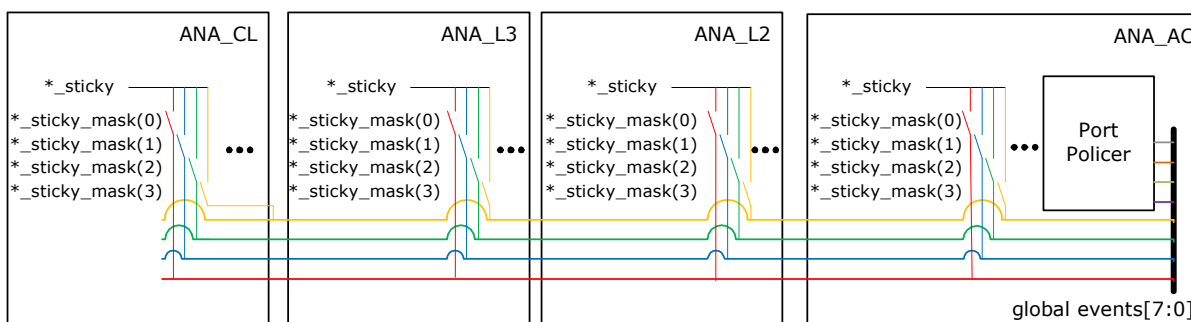 ANA_CL
*_sticky
*_sticky_mask(0)
*_sticky_mask(1)
*_sticky_mask(2)
*_sticky_mask(3)
•••
ANA_L3
*_sticky
*_sticky_mask(0)
*_sticky_mask(1)
*_sticky_mask(2)
*_sticky_mask(3)
•••
ANA_L2
*_sticky
*_sticky_mask(0)
*_sticky_mask(1)
*_sticky_mask(2)
*_sticky_mask(3)
•••
ANA_AC
*_sticky
*_sticky_mask(0)
*_sticky_mask(1)
*_sticky_mask(2)
*_sticky_mask(3)
•••
Port
Policer
global events[7:0]